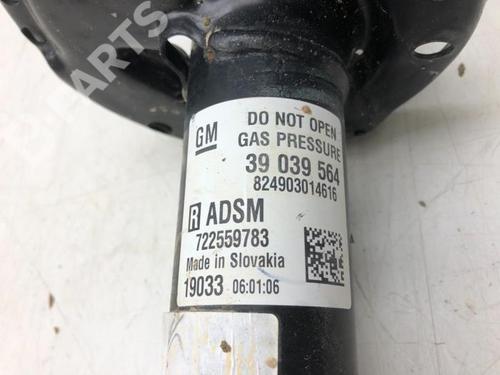 PARTS
GM
DO NOT OPEN
GAS PRESSURE
39 039 564
824903014616
R ADSM
722559783
Made in Slovakia
19033 06:01:06